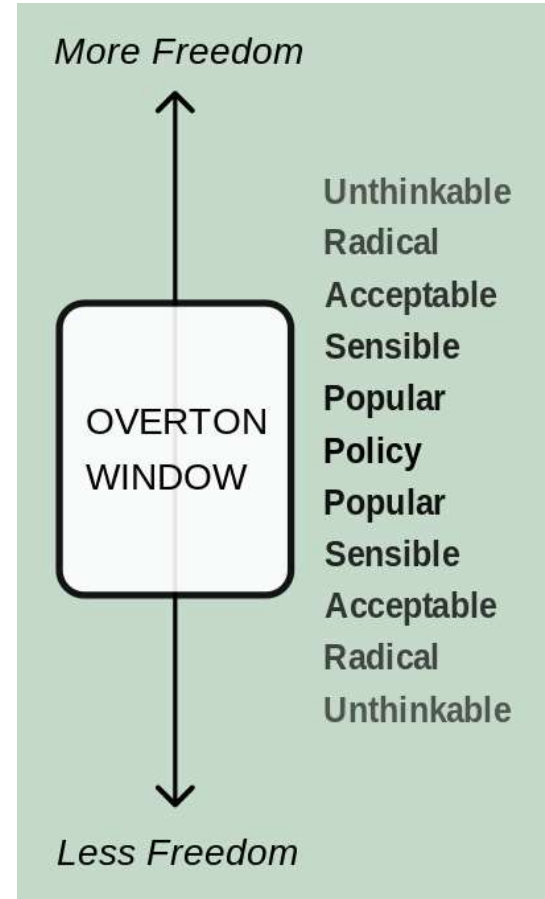 More Freedom
Unthinkable
Radical
Acceptable
Sensible
Popular
Policy
Popular
Sensible
Acceptable
Radical
Unthinkable
OVERTON
WINDOW
Less Freedom